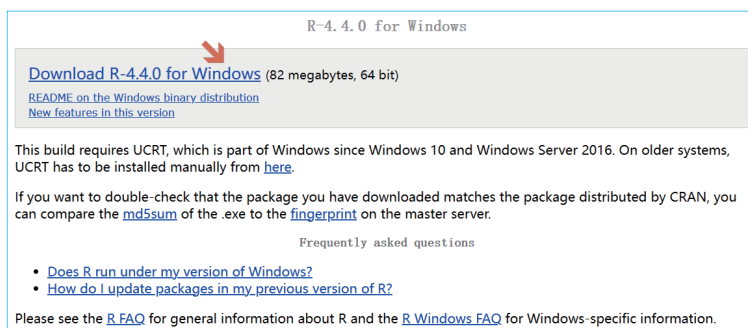 R-4.4.0 for Windows
Download R-4.4.0 for Windows (82 megabytes, 64 bit)
README on the Windows binary distribution
New features in this version
This build requires UCRT, which is part of Windows since Windows 10 and Windows Server 2016. On older systems,
UCRT has to be installed manually from here.
If you want to double-check that the package you have downloaded matches the package distributed by CRAN, you
can compare the md5sum of the .exe to the fingerprint on the master server.
Frequently asked questions
• Does R run under my version of Windows?
• How do I update packages in my previous version of R?
Please see the R FAQ for general information about R and the R Windows FAQ for Windows-specific information.